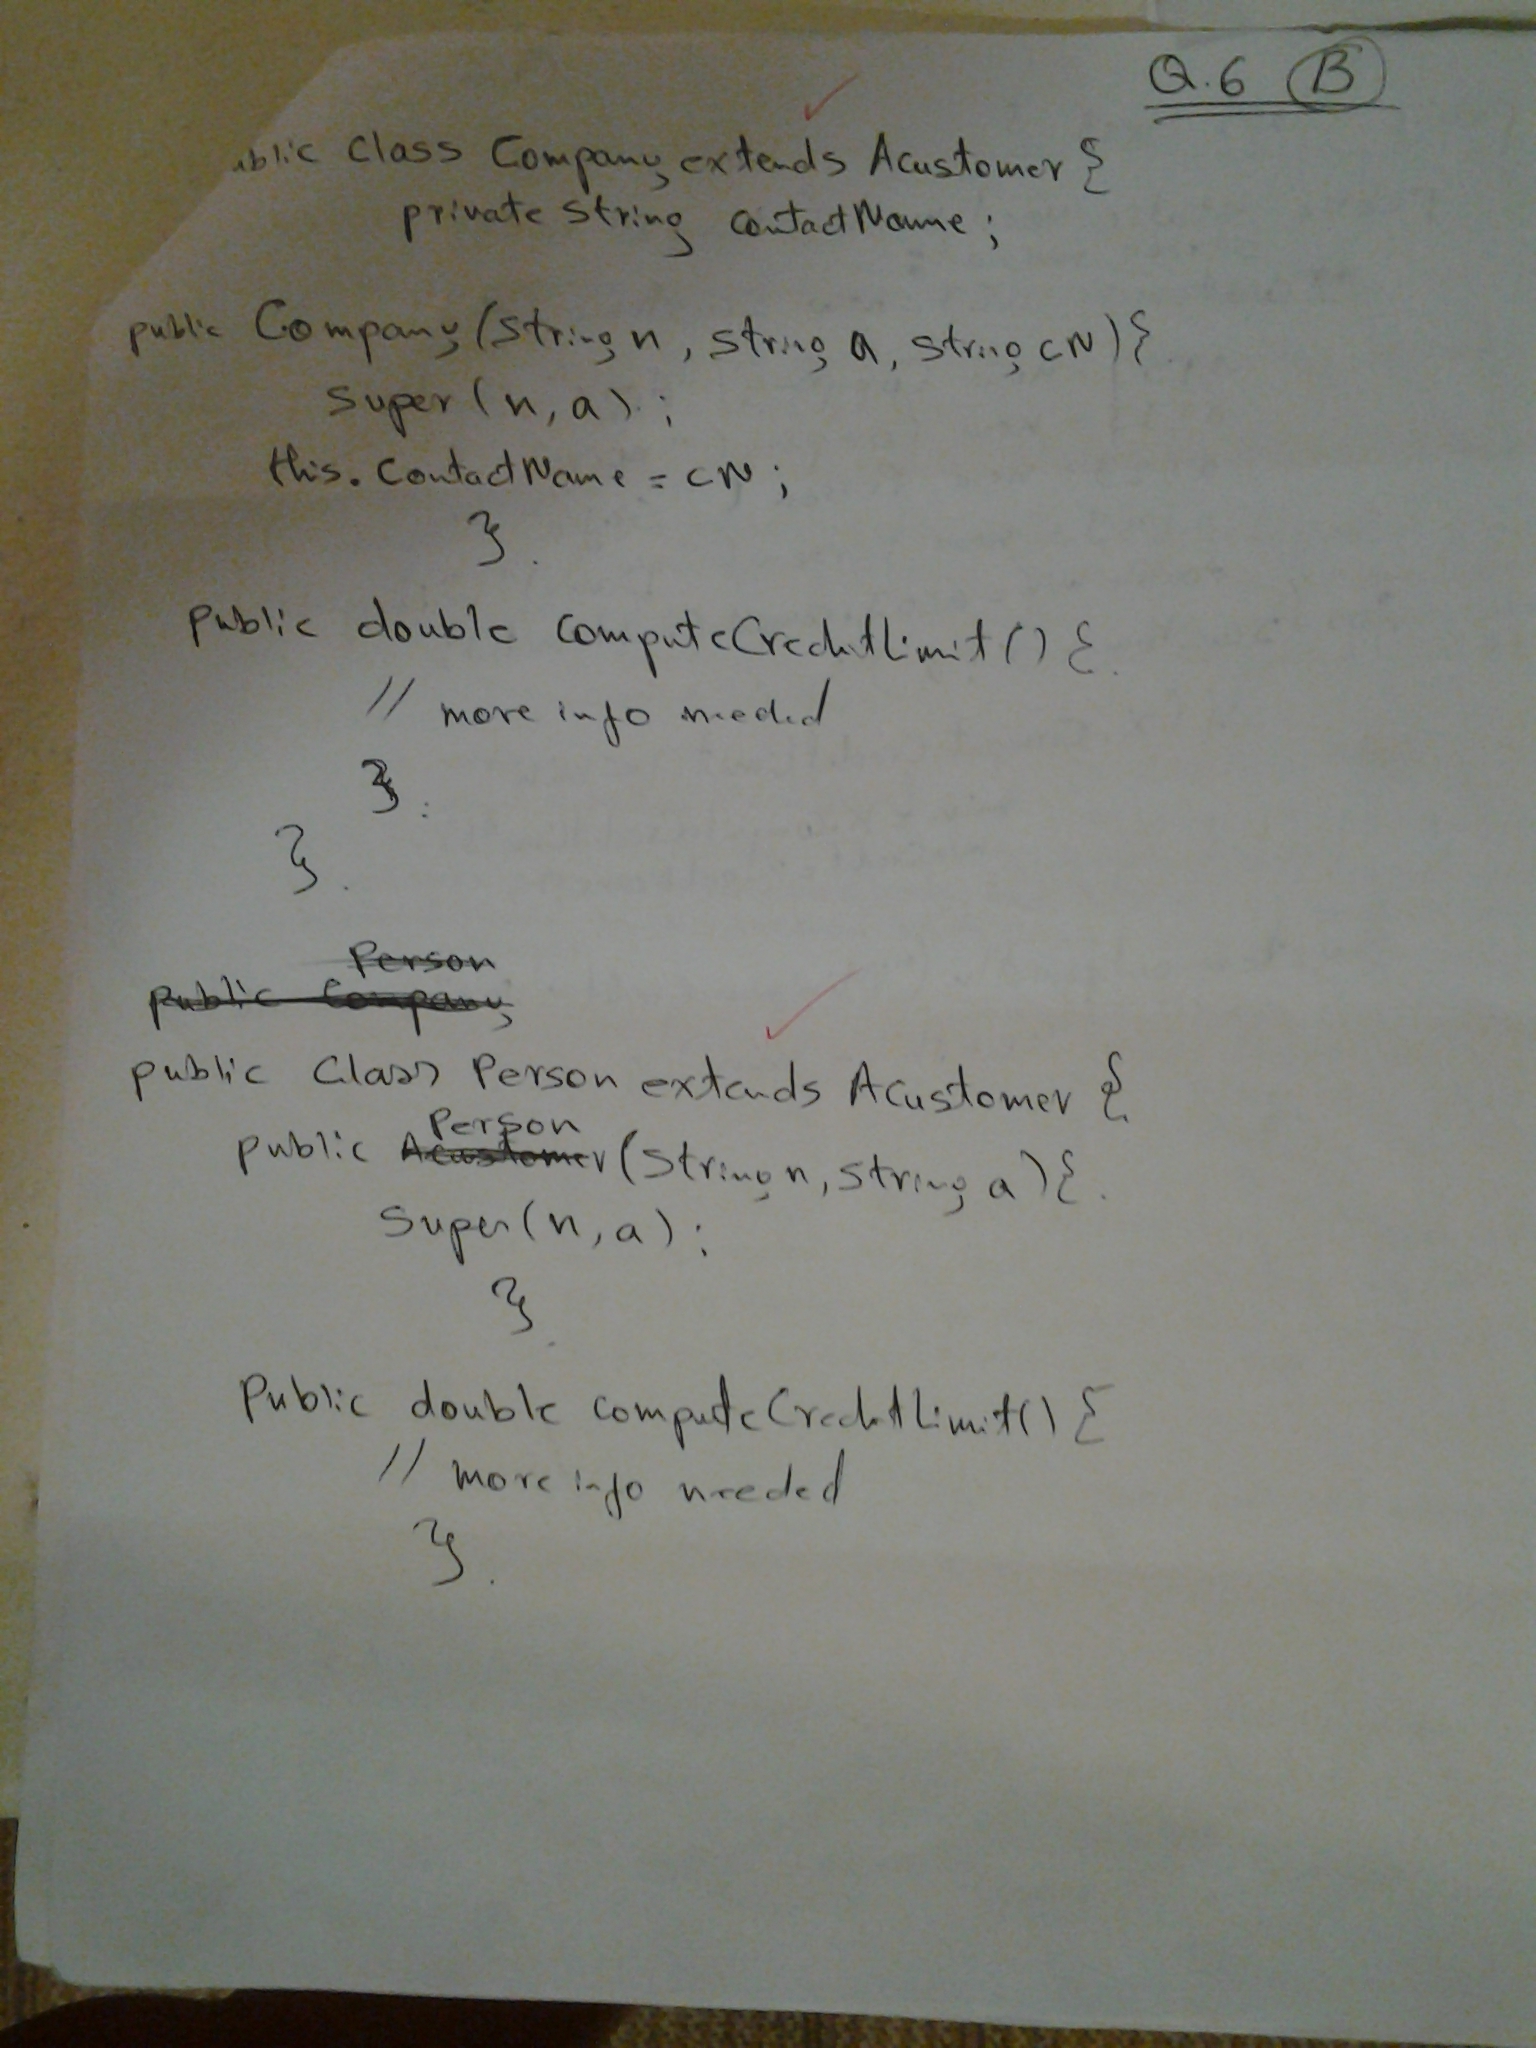 Q.6 B
ublic Class Company extends Acustomer {
private string contactName ;
public Company (string n , string a , string cN ) {
super ( n , a ) ;
this . contactName = cN ;
} .
public double computeCreditLimit ( ) { .
// more info needed
} .
} .
Person
public Company
public Class Person extends Acustomer {
Person
public Acustomer (string n , string a ) { .
super ( n , a ) ;
}
Public double computeCreditLimit ( ) {
// more info needed
} .